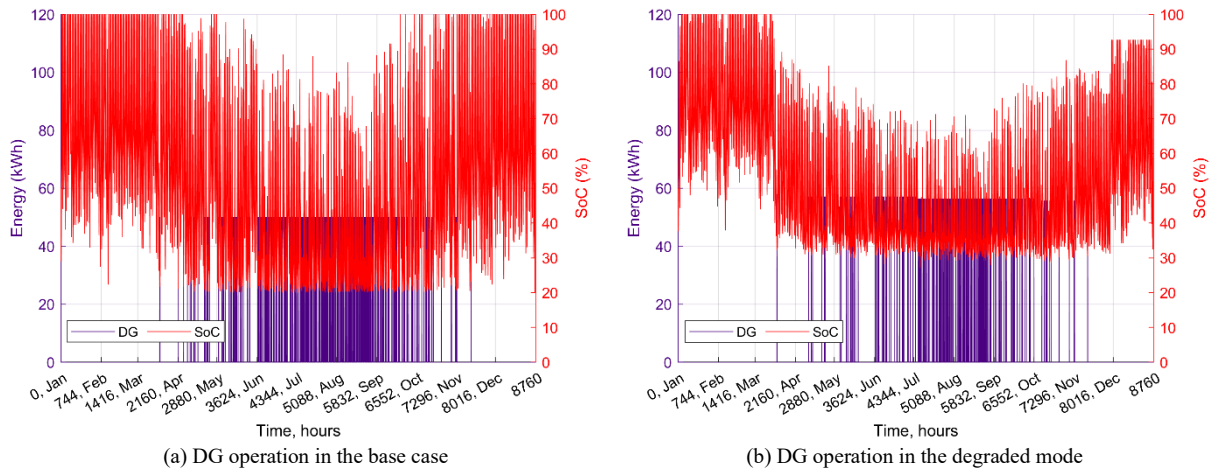 120
100
80
60
40
20
0
Energy (kWh)
100
90
80
70
60
50
40
30
20
10
0
SoC (%)
DG SoC
0, Jan
744, Feb
1416, Mar
2160, Apr
2880, May
3624, Jun
4344, Jul
5088, Aug
5832, Sep
6552, Oct
7296, Nov
8016, Dec
8760
Time, hours
(a) DG operation in the base case
120
100
80
60
40
20
0
Energy (kWh)
100
90
80
70
60
50
40
30
20
10
0
SoC (%)
DG SoC
0, Jan
744, Feb
1416, Mar
2160, Apr
2880, May
3624, Jun
4344, Jul
5088, Aug
5832, Sep
6552, Oct
7296, Nov
8016, Dec
8760
Time, hours
(b) DG operation in the degraded mode